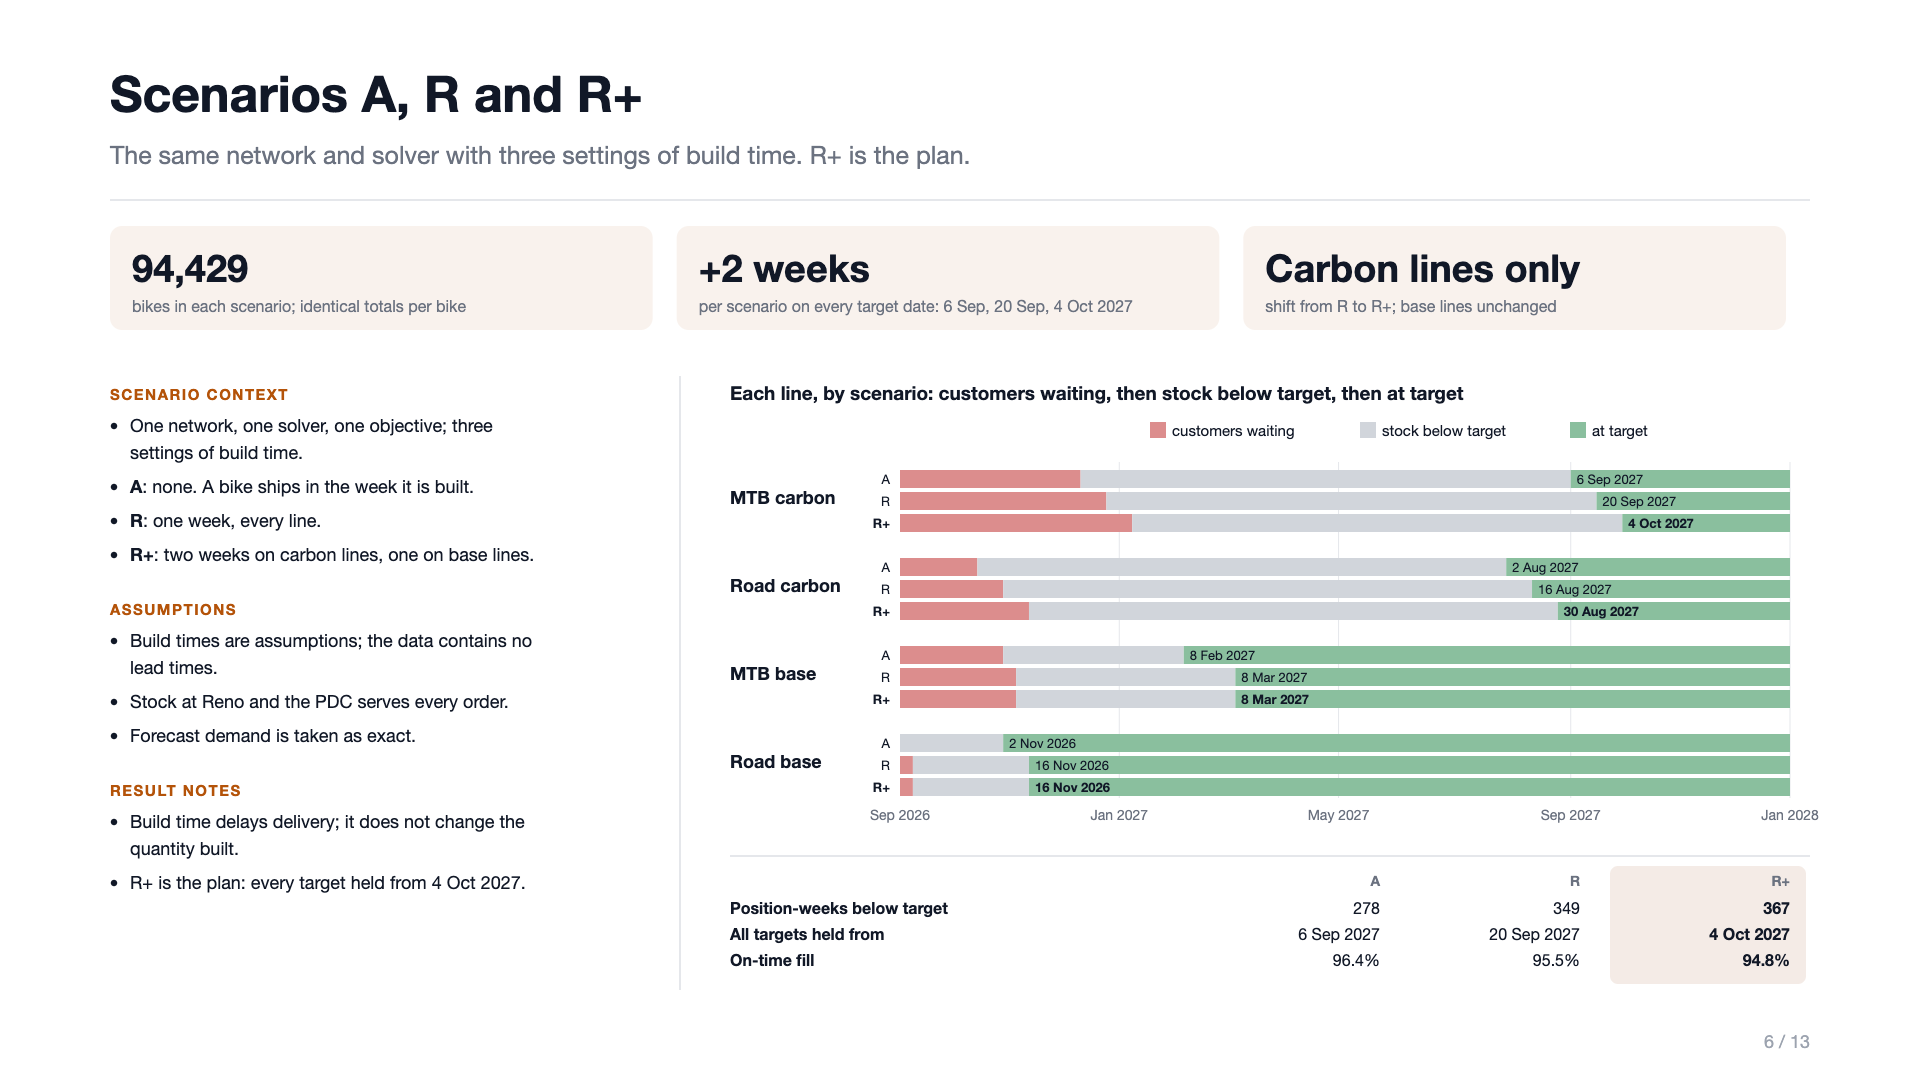 Scenarios A, R and R+
The same network and solver with three settings of build time. R+ is the plan.
94,429
bikes in each scenario; identical totals per bike
+2 weeks
per scenario on every target date: 6 Sep, 20 Sep, 4 Oct 2027
Carbon lines only
shift from R to R+; base lines unchanged
SCENARIO CONTEXT
• One network, one solver, one objective; three
settings of build time.
• A: none. A bike ships in the week it is built.
• R: one week, every line.
• R+: two weeks on carbon lines, one on base lines.
ASSUMPTIONS
• Build times are assumptions; the data contains no
lead times.
• Stock at Reno and the PDC serves every order.
• Forecast demand is taken as exact.
RESULT NOTES
• Build time delays delivery; it does not change the
quantity built.
• R+ is the plan: every target held from 4 Oct 2027.
Each line, by scenario: customers waiting, then stock below target, then at target
customers waiting stock below target at target
MTB carbon
A 6 Sep 2027
R 20 Sep 2027
R+ 4 Oct 2027
Road carbon
A 2 Aug 2027
R 16 Aug 2027
R+ 30 Aug 2027
MTB base
A 8 Feb 2027
R 8 Mar 2027
R+ 8 Mar 2027
Road base
A 2 Nov 2026
R 16 Nov 2026
R+ 16 Nov 2026
Sep 2026 Jan 2027 May 2027 Sep 2027 Jan 2028
A R R+
Position-weeks below target 278 349 367
All targets held from 6 Sep 2027 20 Sep 2027 4 Oct 2027
On-time fill 96.4% 95.5% 94.8%
6 / 13